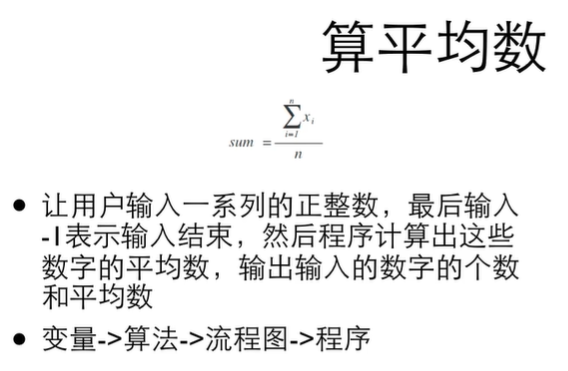 算平均数
n
∑ xᵢ
i=1
sum =
n
● 让用户输入一系列的正整数，最后输入
-1表示输入结束，然后程序计算出这些
数字的平均数，输出输入的数字的个数
和平均数
● 变量->算法->流程图->程序